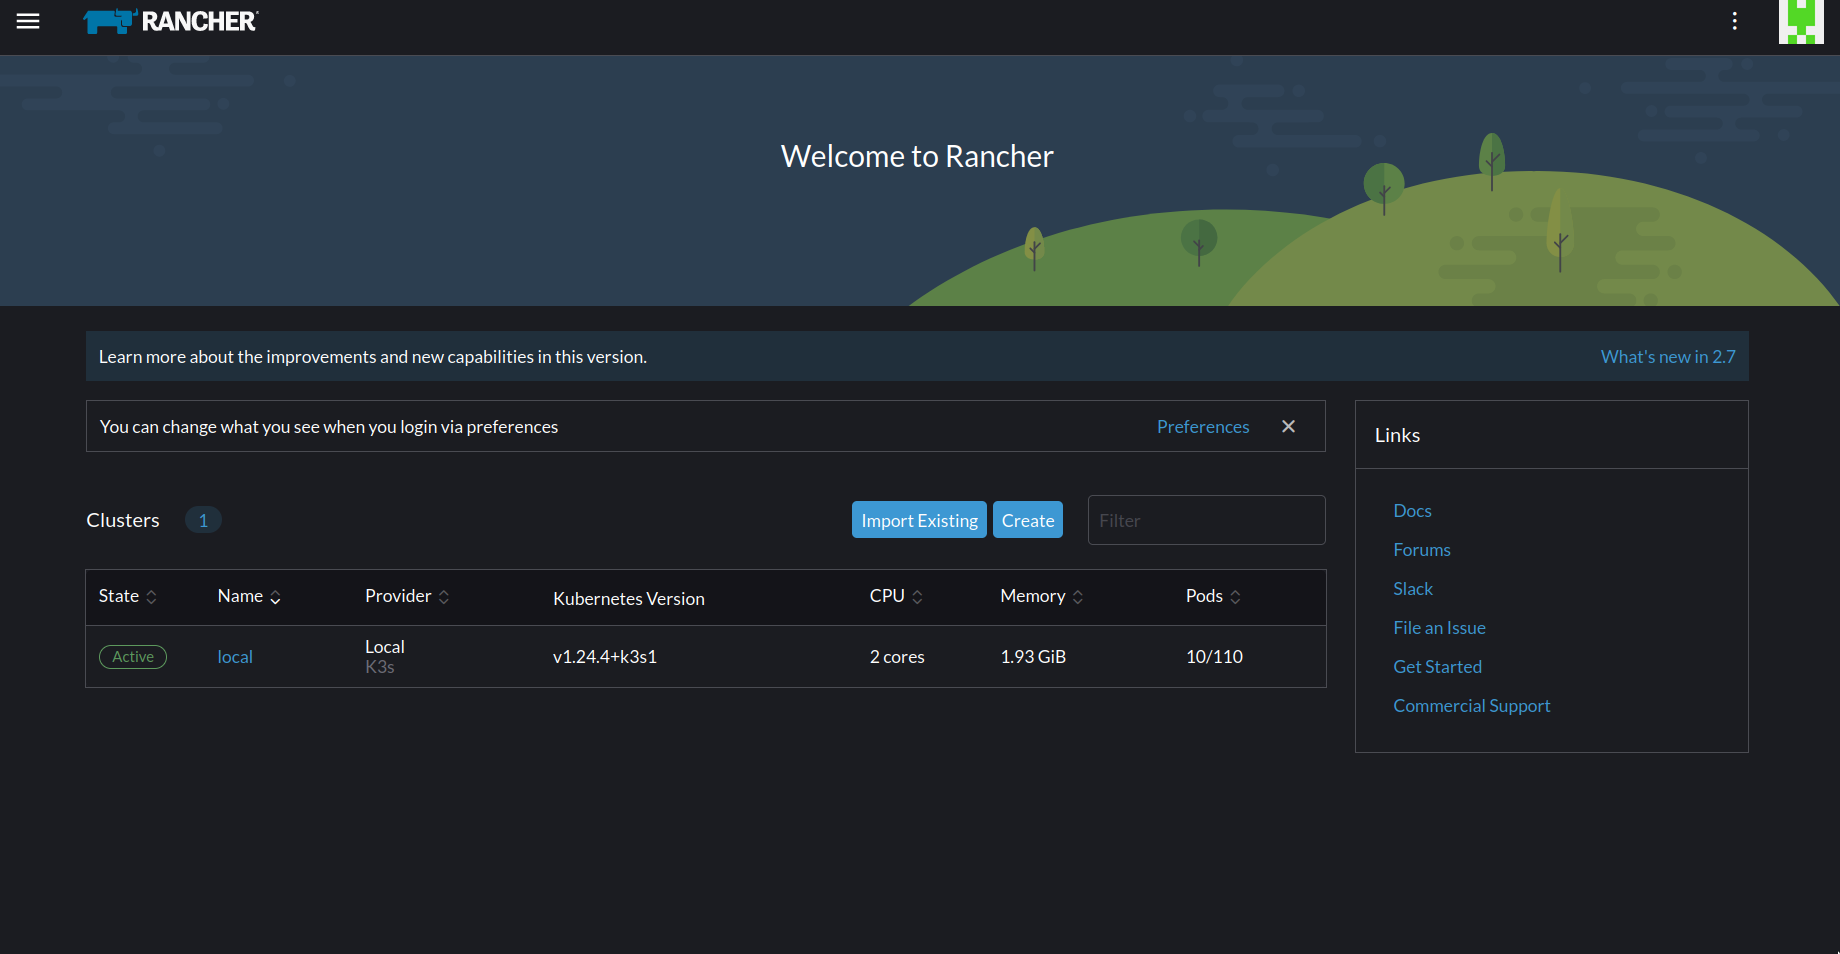 RANCHER
Welcome to Rancher
Learn more about the improvements and new capabilities in this version. What's new in 2.7
You can change what you see when you login via preferences Preferences
Clusters 1 Import Existing Create Filter
State Name Provider Kubernetes Version CPU Memory Pods
Active local Local K3s v1.24.4+k3s1 2 cores 1.93 GiB 10/110
Links
Docs
Forums
Slack
File an Issue
Get Started
Commercial Support